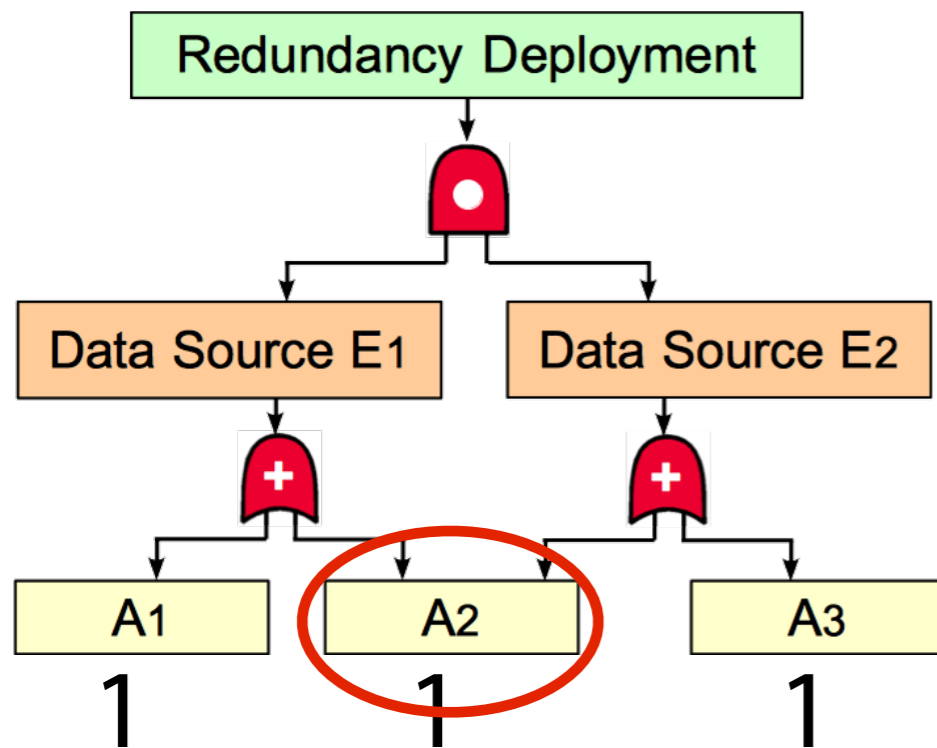 Redundancy Deployment
Data Source E1
Data Source E2
+
+
A1
A2
A3
1
1
1